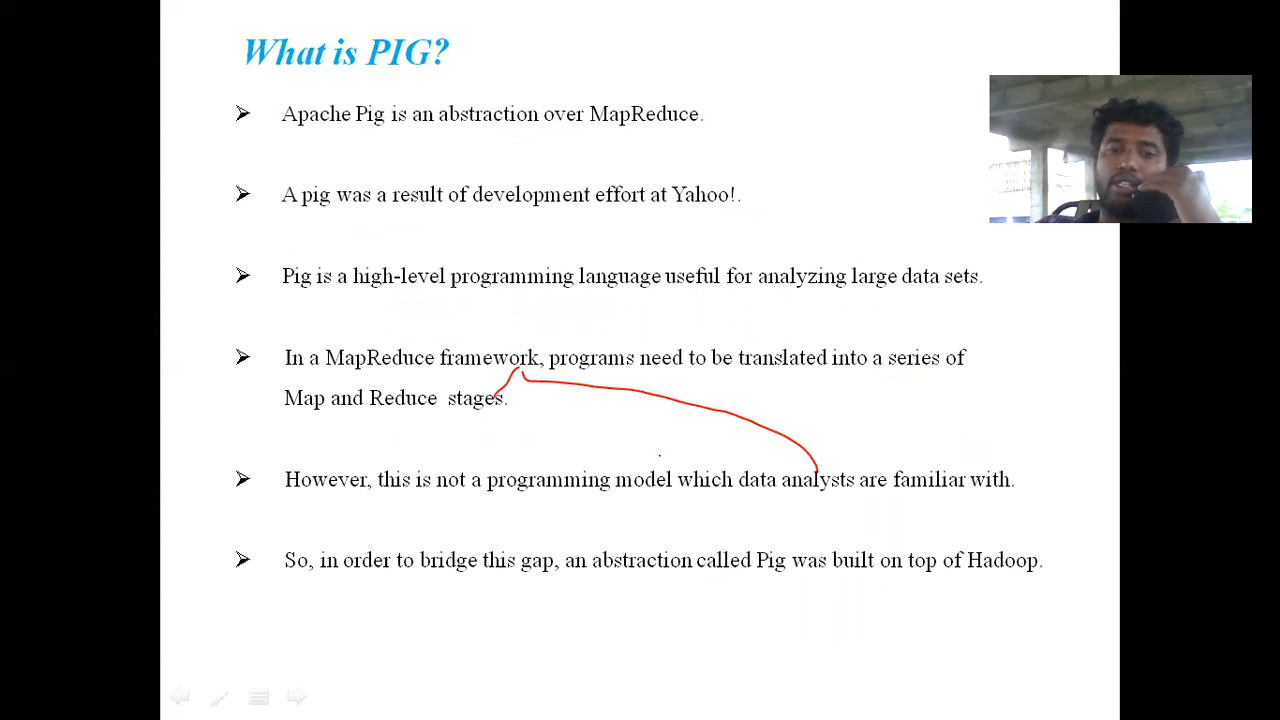 What is PIG?
Apache Pig is an abstraction over MapReduce.
A pig was a result of development effort at Yahoo!.
Pig is a high-level programming language useful for analyzing large data sets.
In a MapReduce framework, programs need to be translated into a series of
Map and Reduce stages.
However, this is not a programming model which data analysts are familiar with.
So, in order to bridge this gap, an abstraction called Pig was built on top of Hadoop.